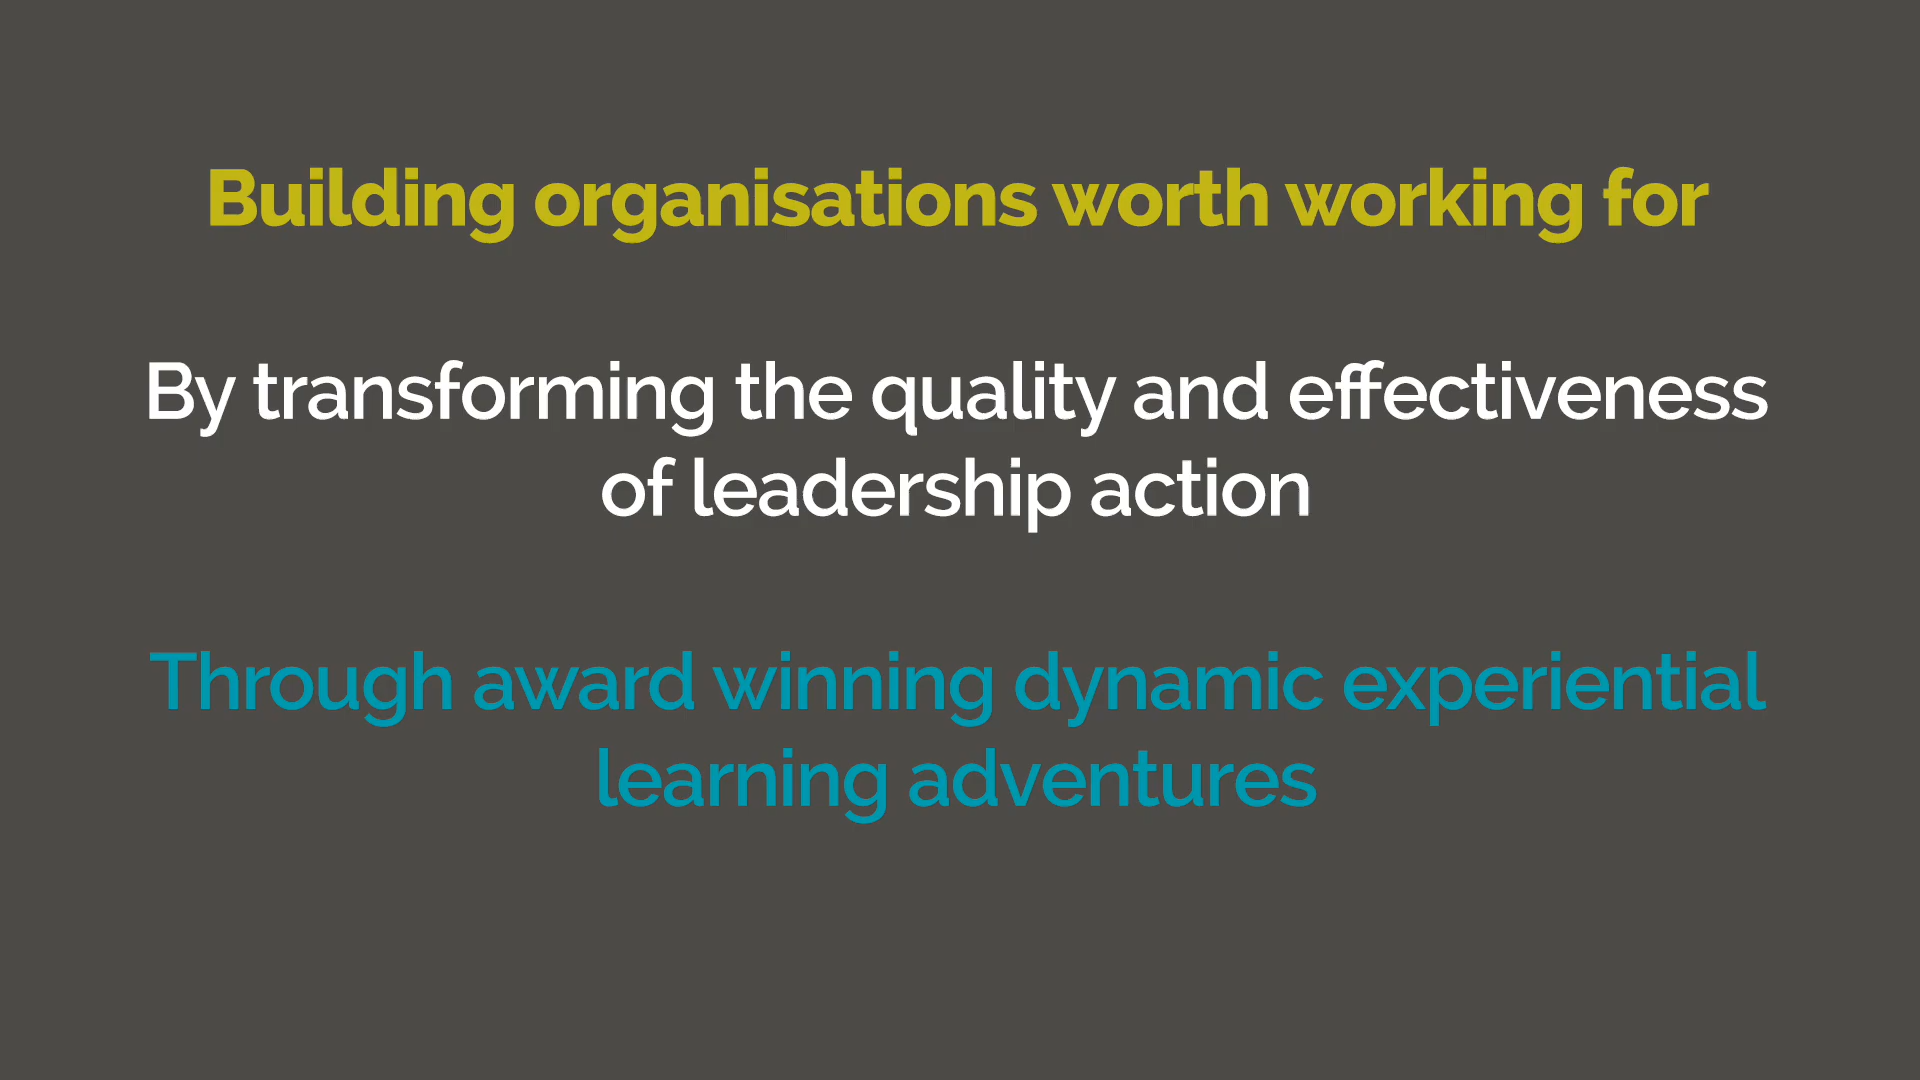 Building organisations worth working for
By transforming the quality and effectiveness
of leadership action
Through award winning dynamic experiential
learning adventures